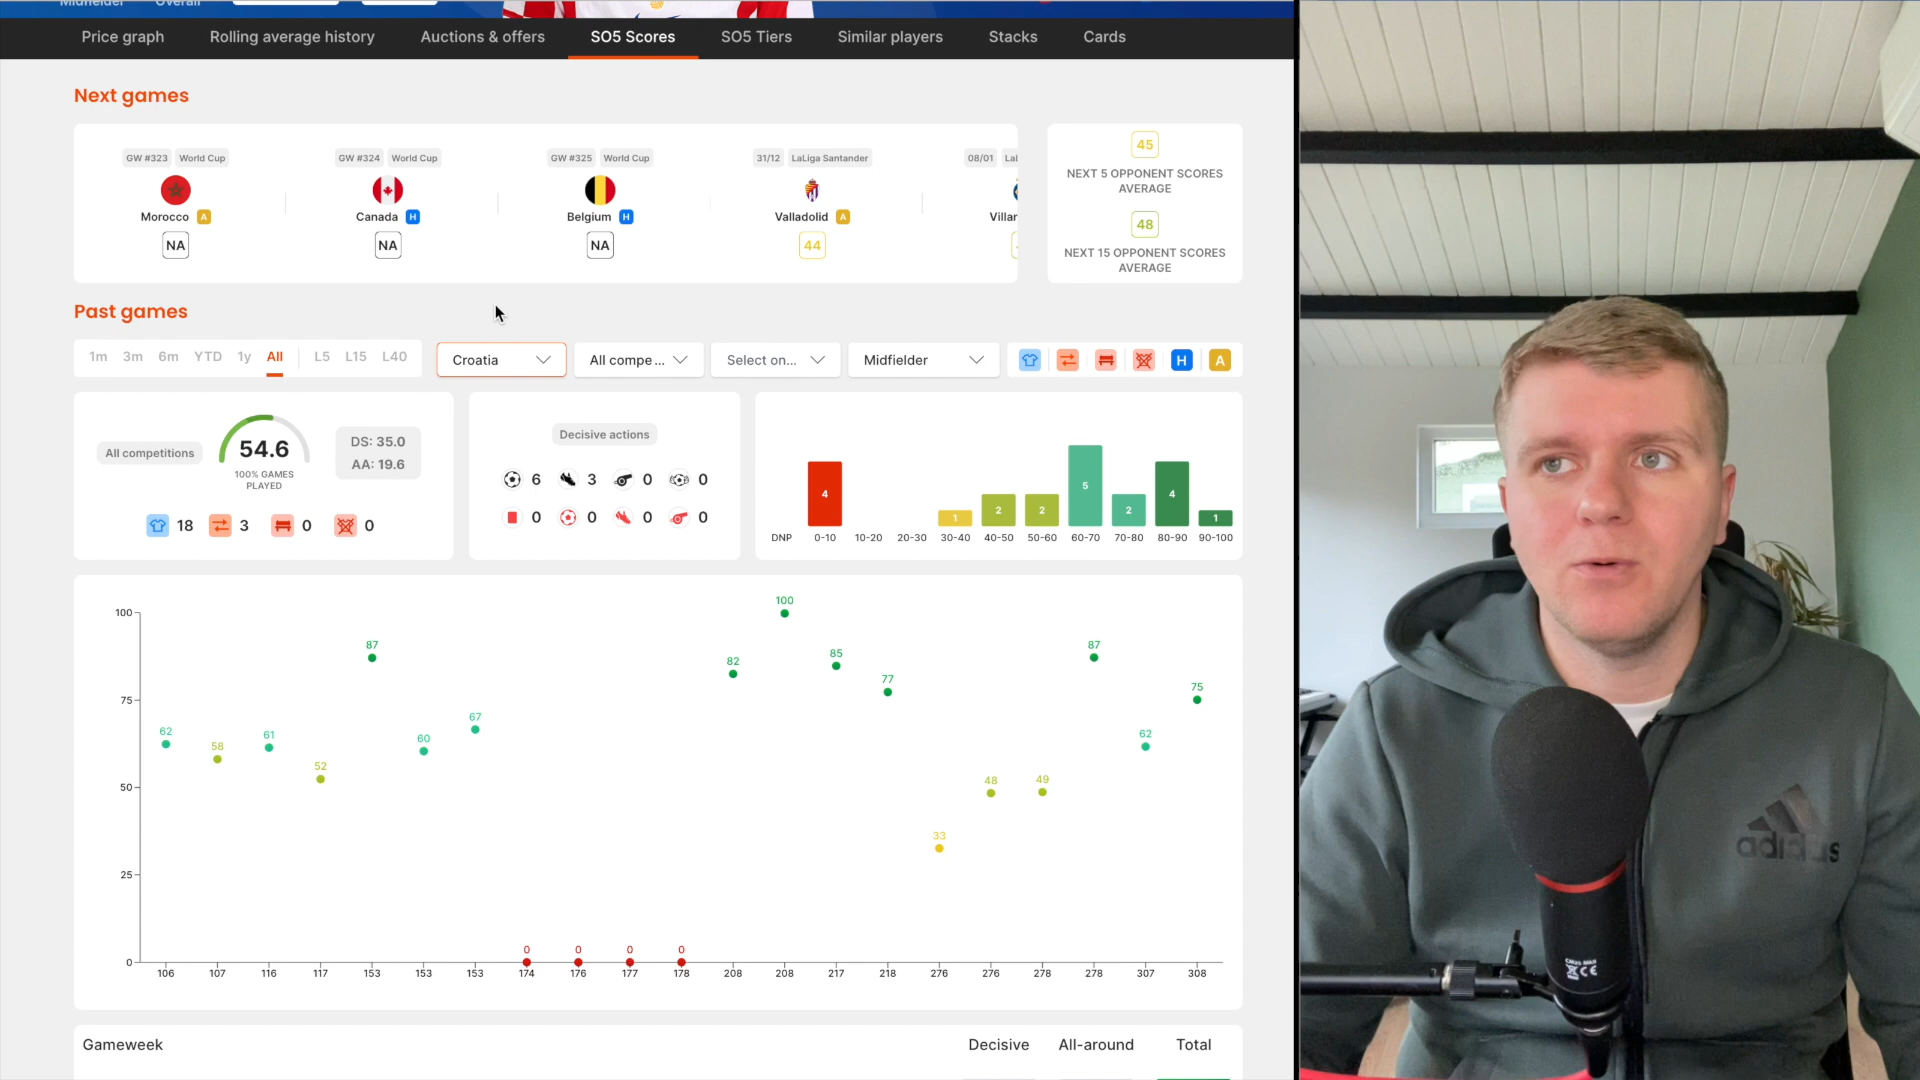 Midfielder Overall
Price graph Rolling average history Auctions & offers SO5 Scores SO5 Tiers Similar players Stacks Cards
Next games
GW #323 World Cup GW #324 World Cup GW #325 World Cup 31/12 LaLiga Santander 08/01
Morocco A Canada H Belgium H Valladolid A Villar
NA NA NA 44
45
NEXT 5 OPPONENT SCORES
AVERAGE
48
NEXT 15 OPPONENT SCORES
AVERAGE
Past games
1m 3m 6m YTD 1y All L5 L15 L40 Croatia All compe ... Select on... Midfielder H A
All competitions
54.6
100% GAMES
PLAYED
DS: 35.0
AA: 19.6
18 3 0 0
Decisive actions
6 3 0 0
0 0 0 0
4 1 2 2 5 2 4 1
DNP 0-10 10-20 20-30 30-40 40-50 50-60 60-70 70-80 80-90 90-100
100
75
50
25
0
62 58 61 52 87 60 67 0 0 0 0 82 100 85 77 33 48 49 87 62 75
106 107 116 117 153 153 153 174 176 177 178 208 208 217 218 276 276 278 278 307 308
Gameweek Decisive All-around Total
adidas